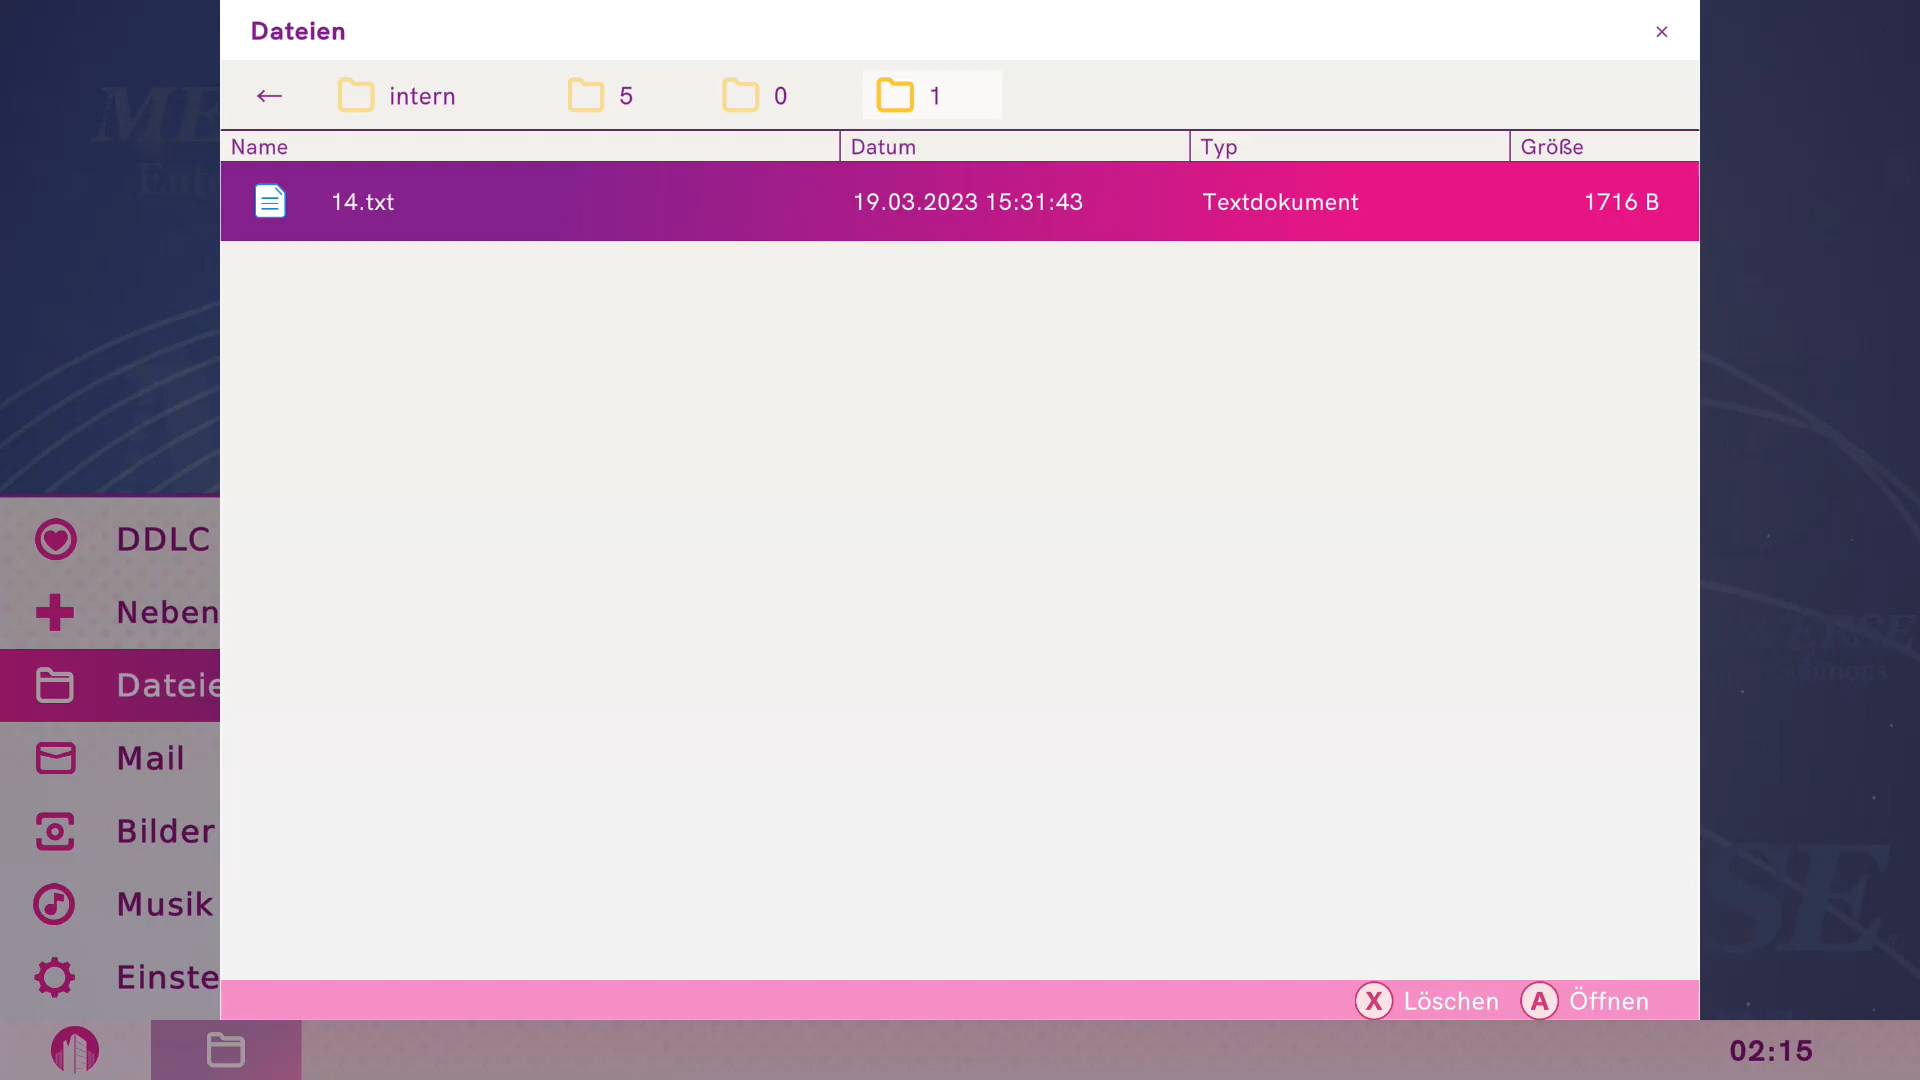 Dateien
×
← intern 5 0 1
Name Datum Typ Größe
14.txt 19.03.2023 15:31:43 Textdokument 1716 B
DDLC
Neben
Dateie
Mail
Bilder
Musik
Einste
X Löschen A Öffnen
02:15